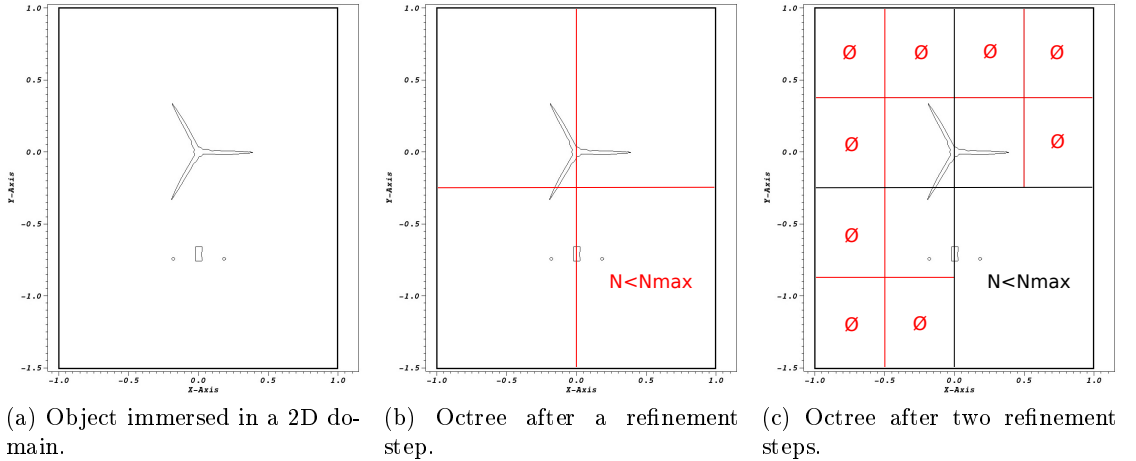 1.0
0.5
0.0
-0.5
-1.0
-1.5
Y-Axis
-1.0 -0.5 0.0 0.5 1.0
X-Axis
1.0
0.5
0.0
-0.5
-1.0
-1.5
Y-Axis
N<Nmax
-1.0 -0.5 0.0 0.5 1.0
X-Axis
1.0
0.5
0.0
-0.5
-1.0
-1.5
Y-Axis
Ø Ø Ø Ø
Ø Ø
Ø
N<Nmax
Ø Ø
-1.0 -0.5 0.0 0.5 1.0
X-Axis
(a) Object immersed in a 2D do-
main.
(b) Octree after a refinement
step.
(c) Octree after two refinement
steps.